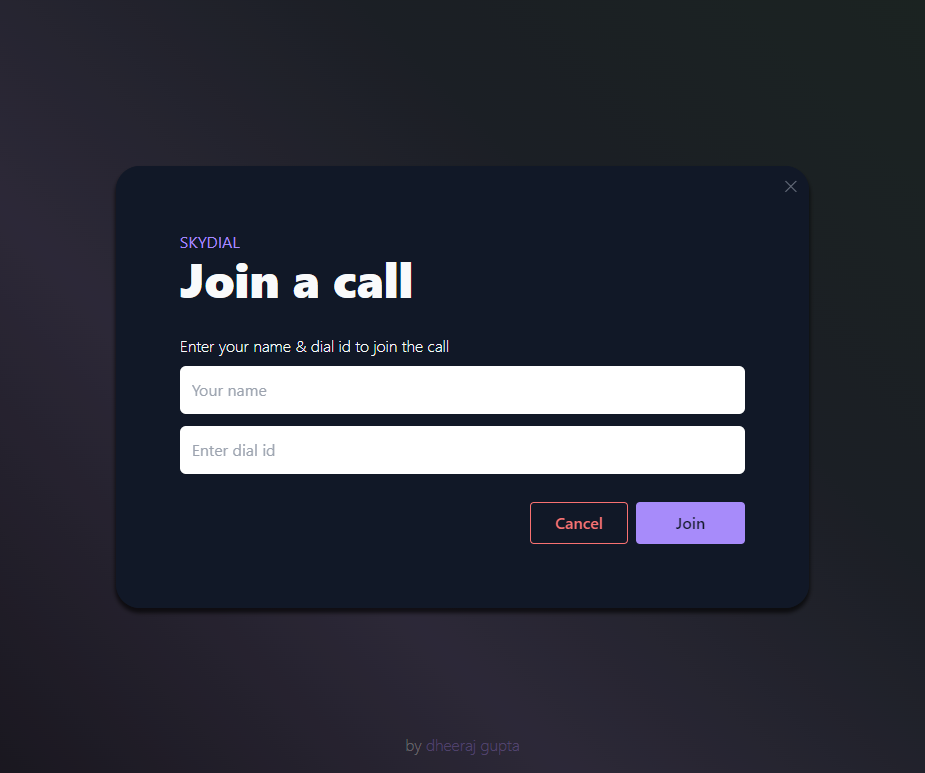 SKYDIAL
Join a call
Enter your name & dial id to join the call
Your name
Enter dial id
Cancel Join
by dheeraj gupta